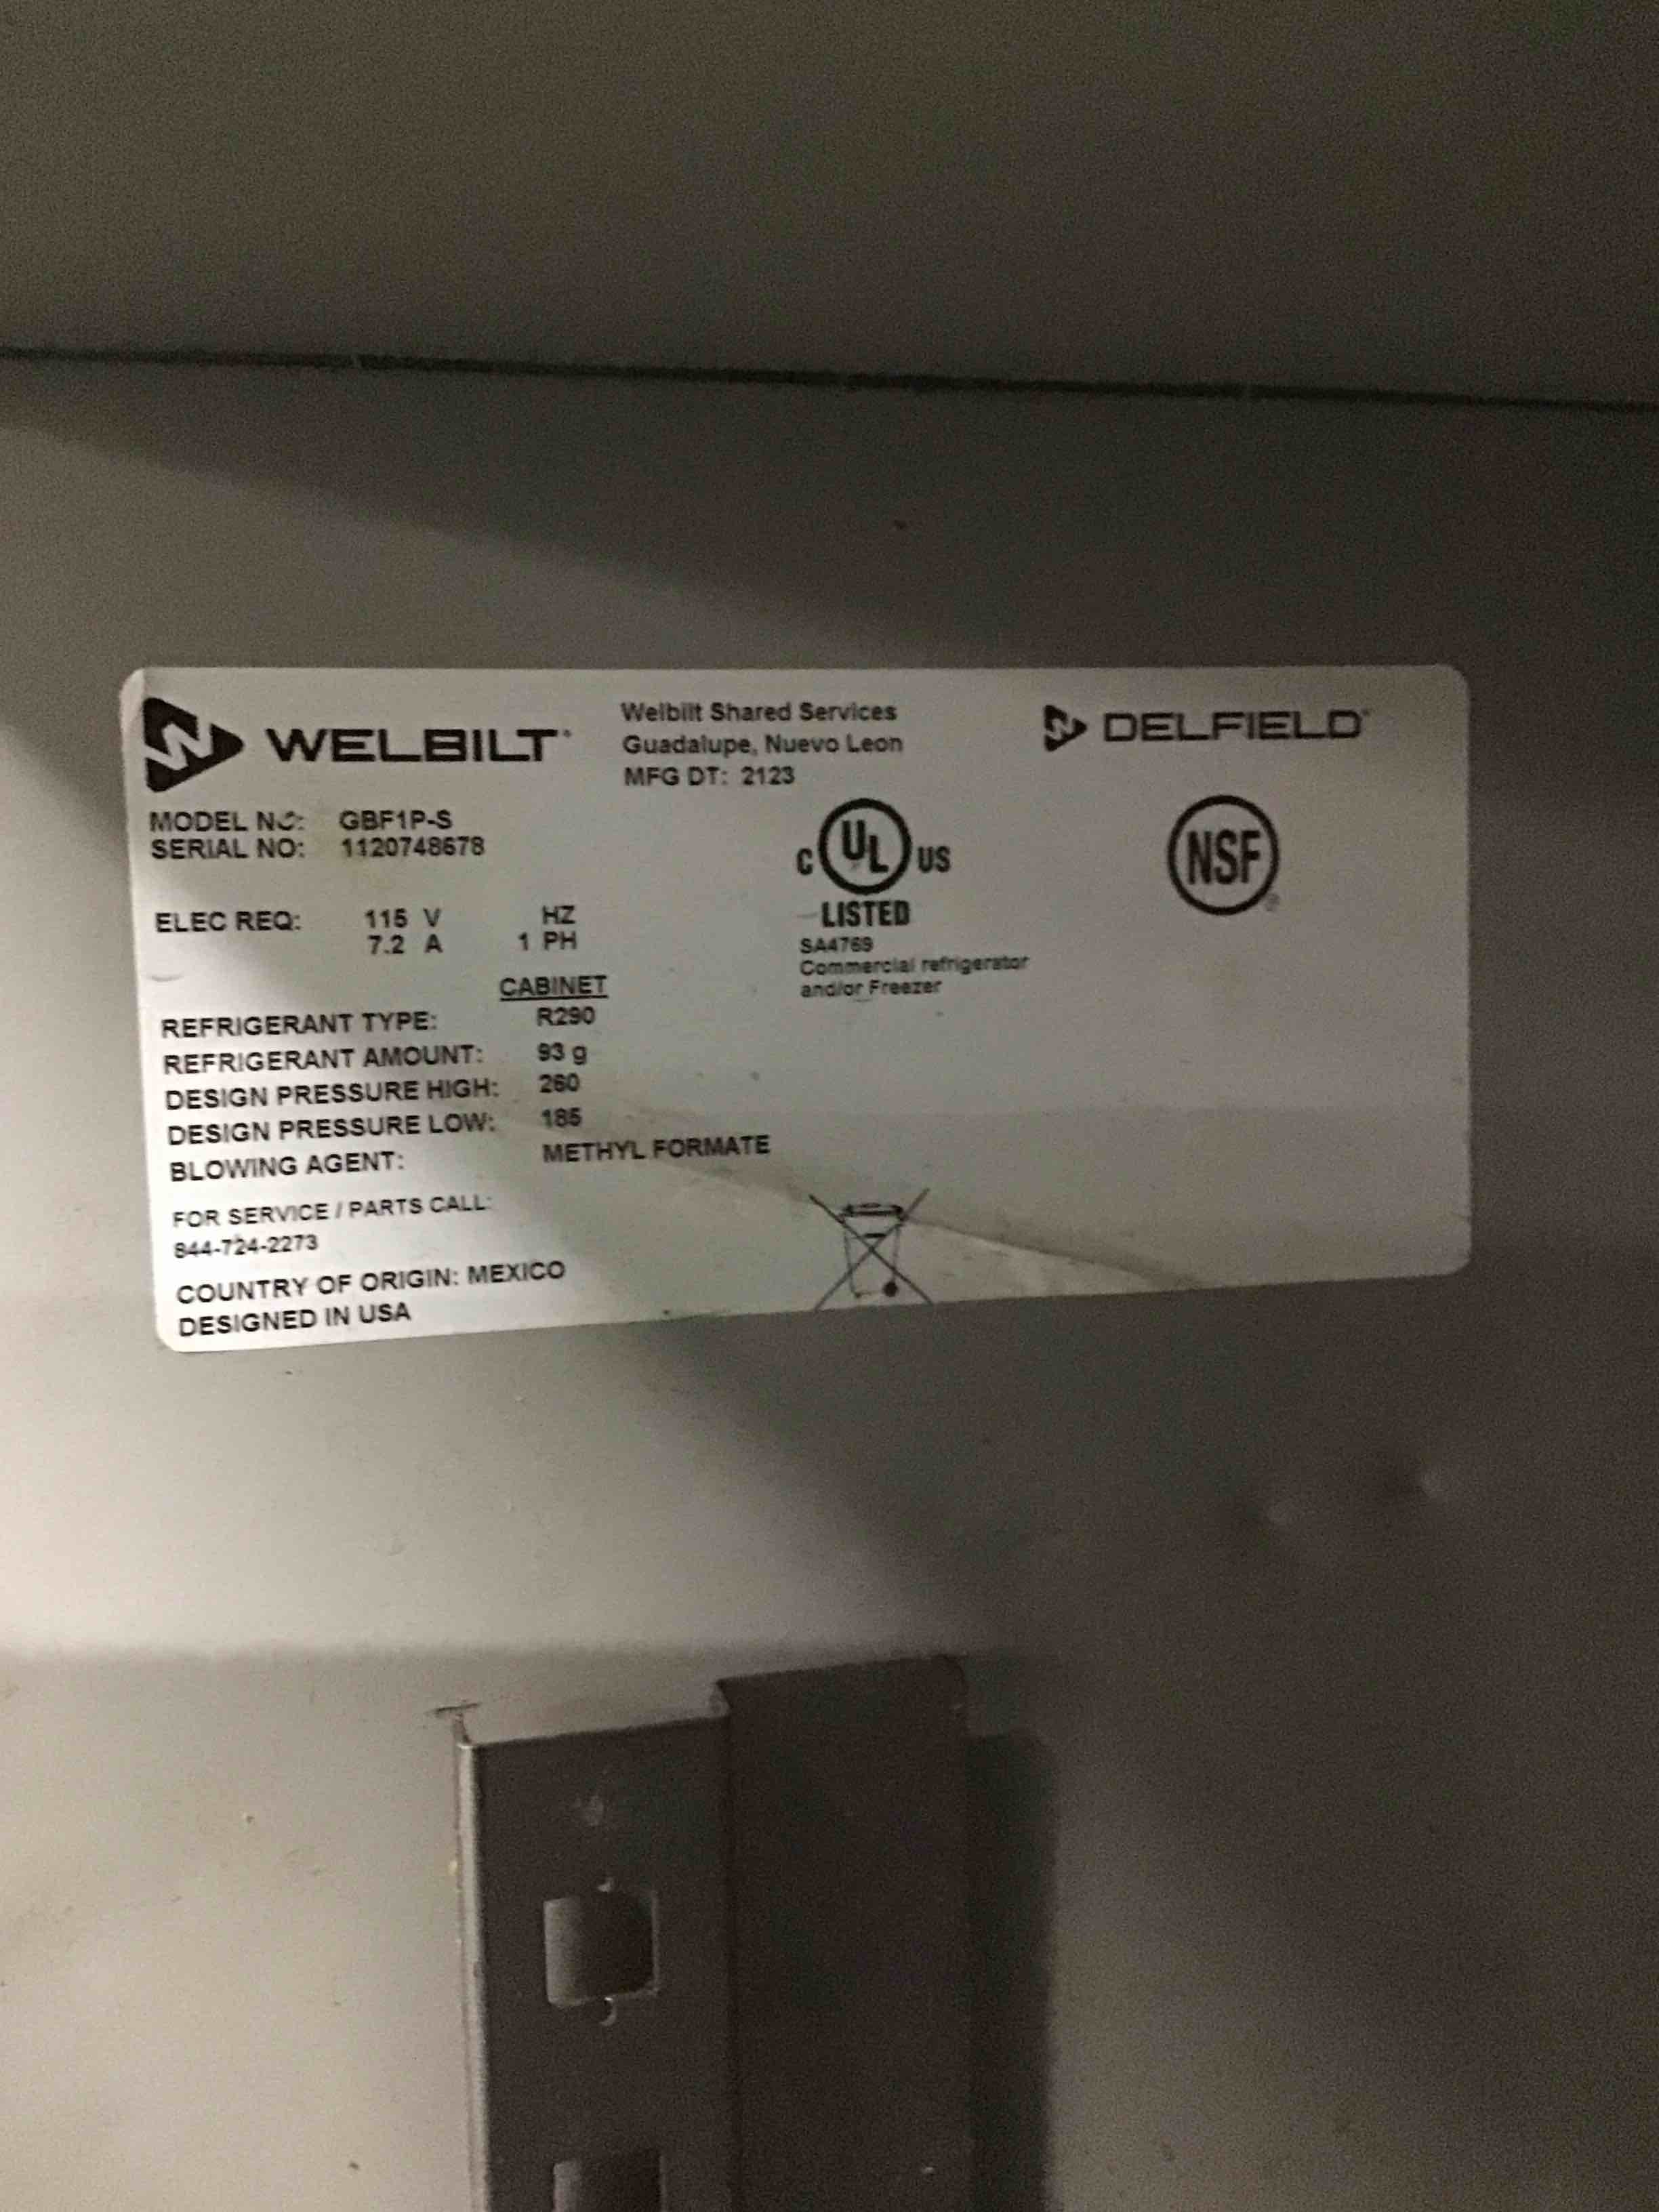 WELBILT
Welbilt Shared Services
Guadalupe, Nuevo Leon
MFG DT: 2123
DELFIELD
MODEL NO: GBF1P-S
SERIAL NO: 1120748678
ELEC REQ: 115 V HZ
7.2 A 1 PH
C UL US
LISTED
SA4769
Commercial refrigerator
and/or Freezer
NSF
CABINET
REFRIGERANT TYPE: R290
REFRIGERANT AMOUNT: 93 g
DESIGN PRESSURE HIGH: 260
DESIGN PRESSURE LOW: 185
BLOWING AGENT: METHYL FORMATE
FOR SERVICE / PARTS CALL:
844-724-2273
COUNTRY OF ORIGIN: MEXICO
DESIGNED IN USA